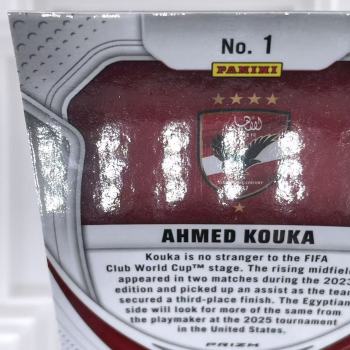 No. 1
PANINI
الأهلي
AHMED KOUKA
Kouka is no stranger to the FIFA
Club World Cup™ stage. The rising midfiel
appeared in two matches during the 2023
edition and picked up an assist as the team
secured a third-place finish. The Egyptian
side will look for more of the same from
the playmaker at the 2025 tournament
in the United States.
PRIZM